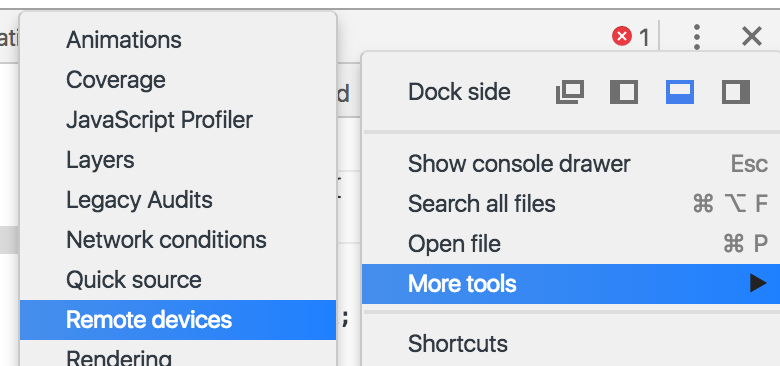 Animations
Coverage
JavaScript Profiler
Layers
Legacy Audits
Network conditions
Quick source
Remote devices
Rendering
1
Dock side
Show console drawer Esc
Search all files ⌘ ⌥ F
Open file ⌘ P
More tools
Shortcuts